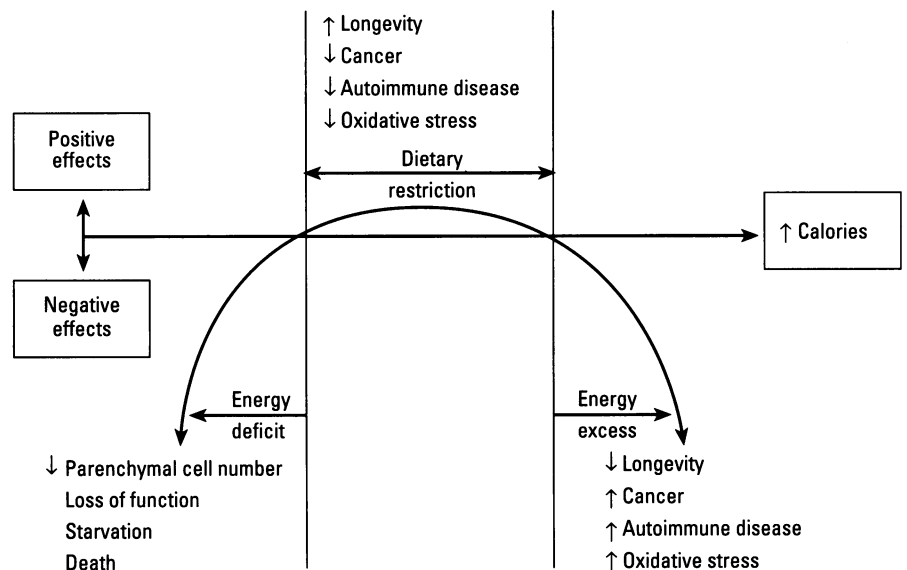 ↑ Longevity
↓ Cancer
↓ Autoimmune disease
↓ Oxidative stress
Positive
effects
Dietary
restriction
↑ Calories
Negative
effects
Energy
deficit
Energy
excess
↓ Parenchymal cell number
Loss of function
Starvation
Death
↓ Longevity
↑ Cancer
↑ Autoimmune disease
↑ Oxidative stress